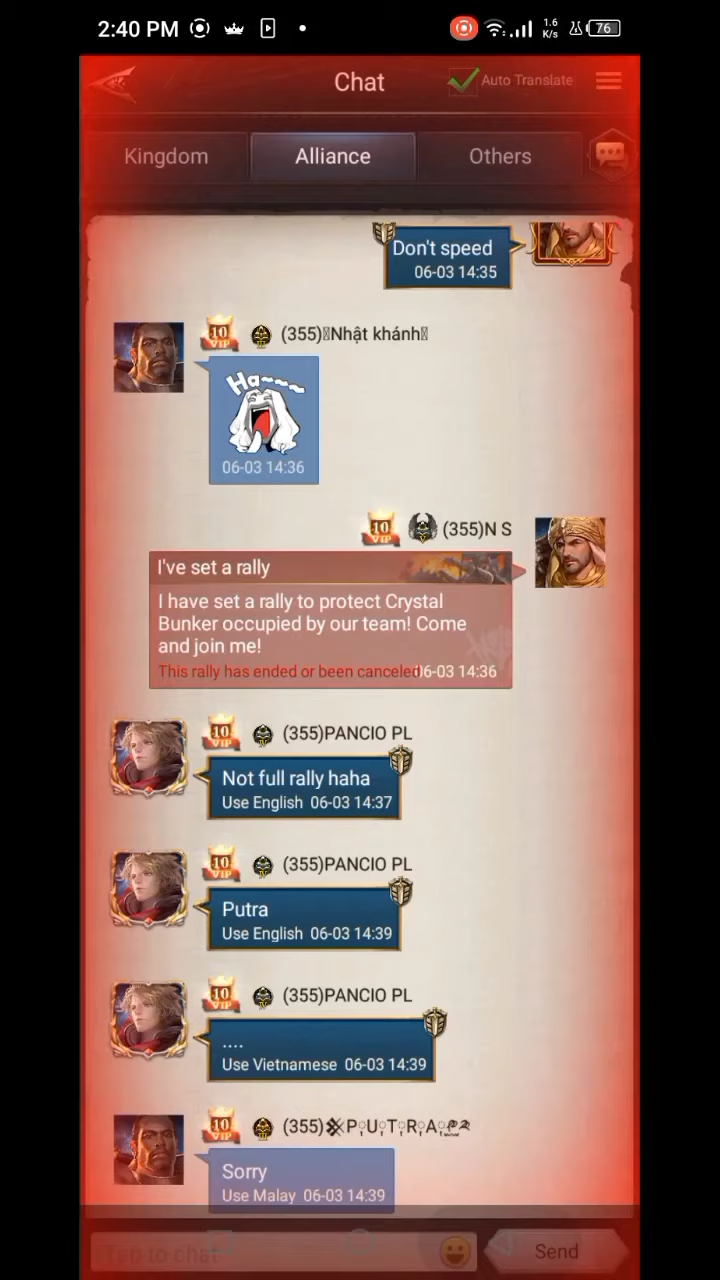 2:40 PM
1.6
K/s
76
Chat
Auto Translate
Kingdom
Alliance
Others
Don't speed
06-03 14:35
10
VIP
(355)Nhật khánh
Ha~~~
06-03 14:36
10
VIP
(355)N S
I've set a rally
I have set a rally to protect Crystal
Bunker occupied by our team! Come
and join me!
This rally has ended or been canceled
06-03 14:36
10
VIP
(355)PANCIO PL
Not full rally haha
Use English 06-03 14:37
10
VIP
(355)PANCIO PL
Putra
Use English 06-03 14:39
10
VIP
(355)PANCIO PL
....
Use Vietnamese 06-03 14:39
10
VIP
(355) P U T R A
Sorry
Use Malay 06-03 14:39
Tap to chat
Send